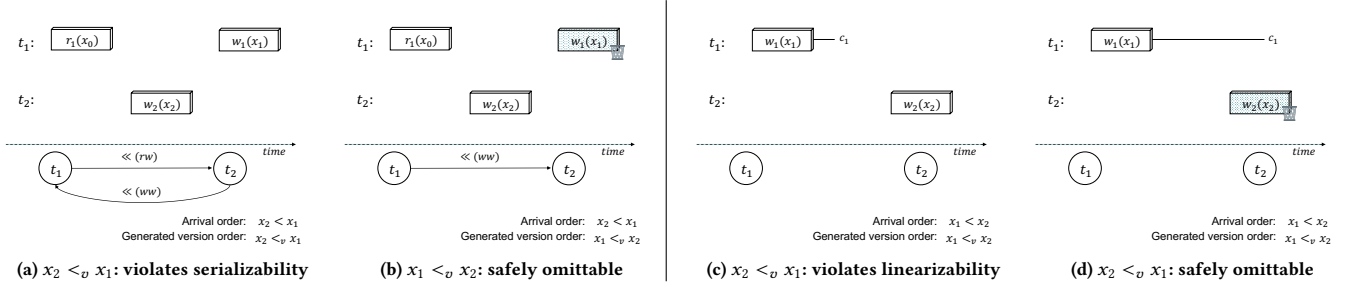 t₁: r₁(x₀) w₁(x₁)
t₂: w₂(x₂)
time
t₁ ≪ (rw) t₂
≪ (ww)
Arrival order: x₂ < x₁
Generated version order: x₂ <ᵥ x₁
(a) x₂ <ᵥ x₁: violates serializability
r₁(x₀) w₁(x₁)
w₂(x₂)
time
t₁ ≪ (ww) t₂
Arrival order: x₂ < x₁
Generated version order: x₁ <ᵥ x₂
(b) x₁ <ᵥ x₂: safely omittable
t₁: w₁(x₁) c₁
t₂: w₂(x₂)
time
t₁ t₂
Arrival order: x₁ < x₂
Generated version order: x₁ <ᵥ x₂
(c) x₂ <ᵥ x₁: violates linearizability
t₁: w₁(x₁) c₁
t₂: w₂(x₂)
time
t₁ t₂
Arrival order: x₁ < x₂
Generated version order: x₁ <ᵥ x₂
(d) x₂ <ᵥ x₁: safely omittable